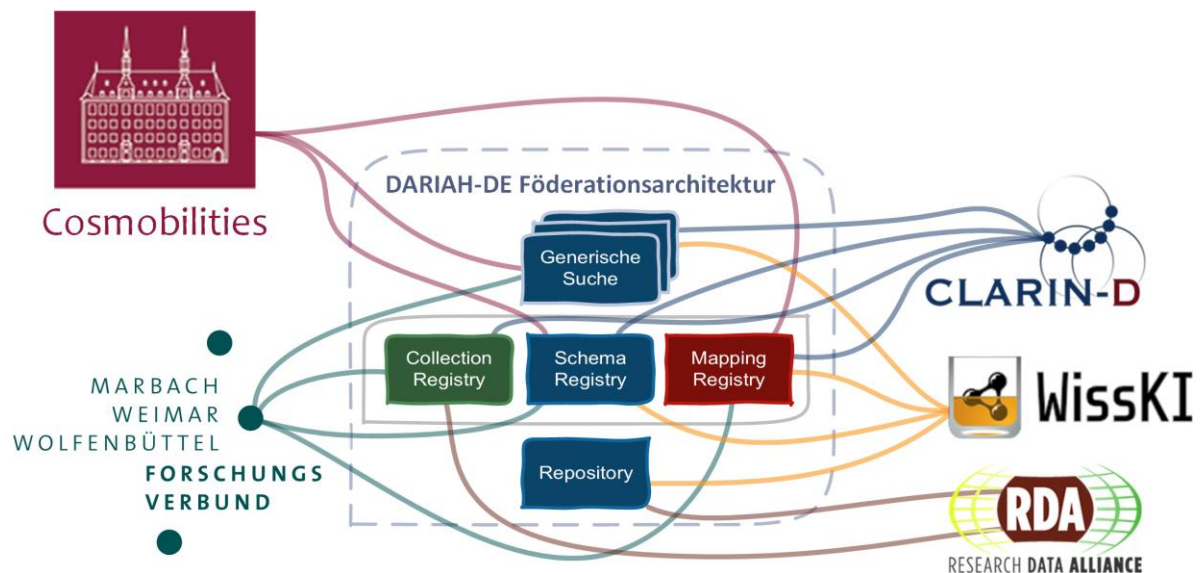 Cosmobilities
DARIAH-DE Föderationsarchitektur
Generische
Suche
Collection
Registry
Schema
Registry
Mapping
Registry
Repository
MARBACH
WEIMAR
WOLFENBÜTTEL
FORSCHUNGS
VERBUND
CLARIN-D
WissKI
RDA
RESEARCH DATA ALLIANCE